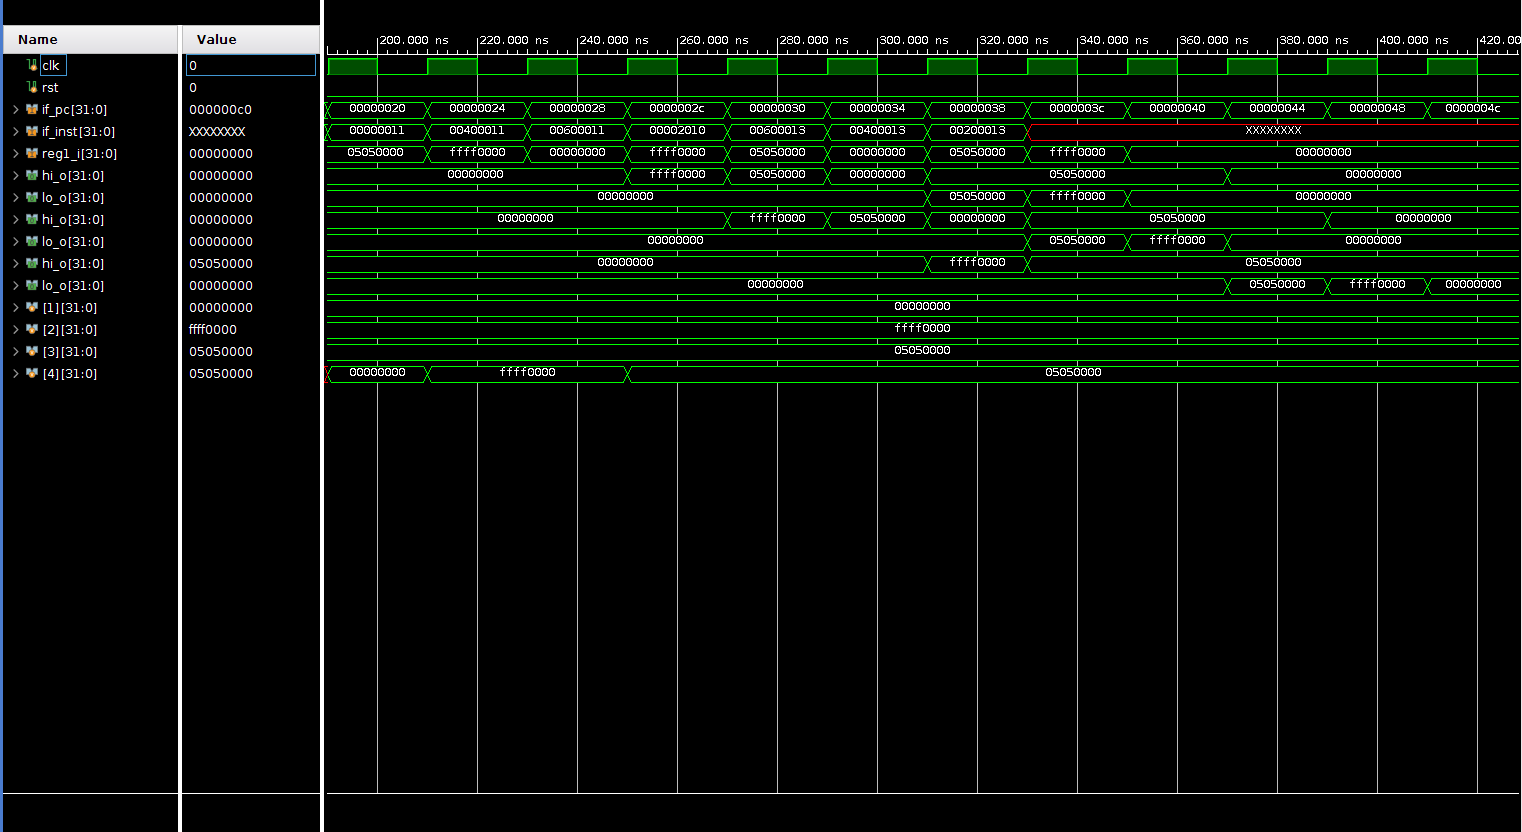 Name Value
200.000 ns 220.000 ns 240.000 ns 260.000 ns 280.000 ns 300.000 ns 320.000 ns 340.000 ns 360.000 ns 380.000 ns 400.000 ns 420.00
clk 0
rst 0
if_pc[31:0] 000000c0 00000020 00000024 00000028 0000002c 00000030 00000034 00000038 0000003c 00000040 00000044 00000048 0000004c
if_inst[31:0] XXXXXXXX 00000011 00400011 00600011 00002010 00600013 00400013 00200013 XXXXXXXX
reg1_i[31:0] 00000000 05050000 ffff0000 00000000 ffff0000 05050000 00000000 05050000 ffff0000 00000000
hi_o[31:0] 00000000 00000000 ffff0000 05050000 00000000 05050000 00000000
lo_o[31:0] 00000000 00000000 05050000 ffff0000 00000000
hi_o[31:0] 00000000 00000000 ffff0000 05050000 00000000 05050000 00000000
lo_o[31:0] 00000000 00000000 05050000 ffff0000 00000000
hi_o[31:0] 05050000 00000000 ffff0000 05050000
lo_o[31:0] 00000000 00000000 05050000 ffff0000 00000000
[1][31:0] 00000000 00000000
[2][31:0] ffff0000 ffff0000
[3][31:0] 05050000 05050000
[4][31:0] 05050000 00000000 ffff0000 05050000